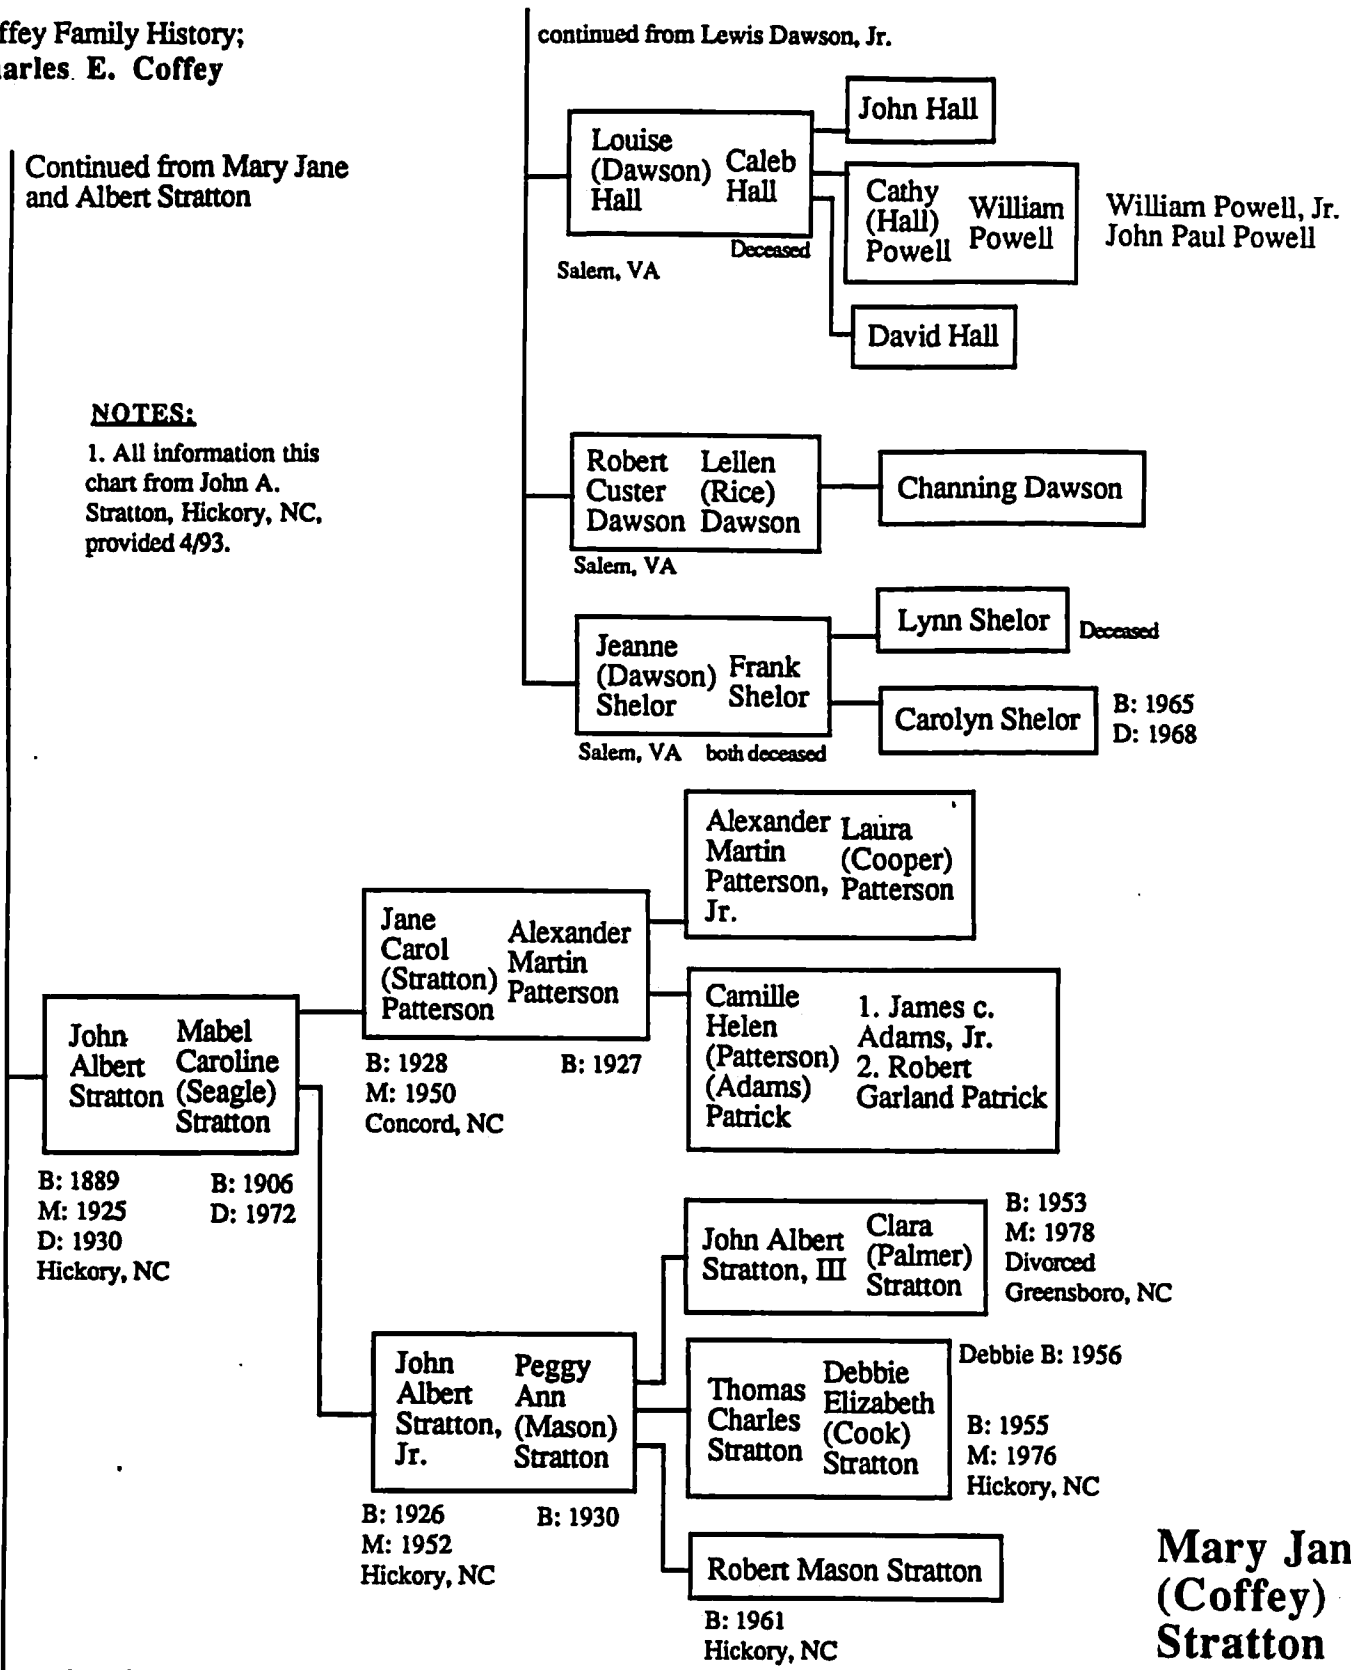 ffey Family History;
arles. E. Coffey
continued from Lewis Dawson, Jr.
Continued from Mary Jane
and Albert Stratton
NOTES:
1. All information this
chart from John A.
Stratton, Hickory, NC,
provided 4/93.
Louise
(Dawson)
Hall
Caleb
Hall
Deceased
Salem, VA
John Hall
Cathy
(Hall)
Powell
William
Powell
William Powell, Jr.
John Paul Powell
David Hall
Robert
Custer
Dawson
Lellen
(Rice)
Dawson
Salem, VA
Channing Dawson
Jeanne
(Dawson)
Shelor
Frank
Shelor
Salem, VA both deceased
Lynn Shelor
Deceased
Carolyn Shelor
B: 1965
D: 1968
John
Albert
Stratton
Mabel
Caroline
(Seagle)
Stratton
B: 1889
M: 1925
D: 1930
Hickory, NC
B: 1906
D: 1972
Jane
Carol
(Stratton)
Patterson
Alexander
Martin
Patterson
B: 1928
M: 1950
Concord, NC
B: 1927
Alexander
Martin
Patterson,
Jr.
Laura
(Cooper)
Patterson
Camille
Helen
(Patterson)
(Adams)
Patrick
1. James c.
Adams, Jr.
2. Robert
Garland Patrick
John
Albert
Stratton,
Jr.
Peggy
Ann
(Mason)
Stratton
B: 1926
M: 1952
Hickory, NC
B: 1930
John Albert
Stratton, III
Clara
(Palmer)
Stratton
B: 1953
M: 1978
Divorced
Greensboro, NC
Thomas
Charles
Stratton
Debbie
Elizabeth
(Cook)
Stratton
Debbie B: 1956
B: 1955
M: 1976
Hickory, NC
Robert Mason Stratton
B: 1961
Hickory, NC
Mary Jan
(Coffey)
Stratton